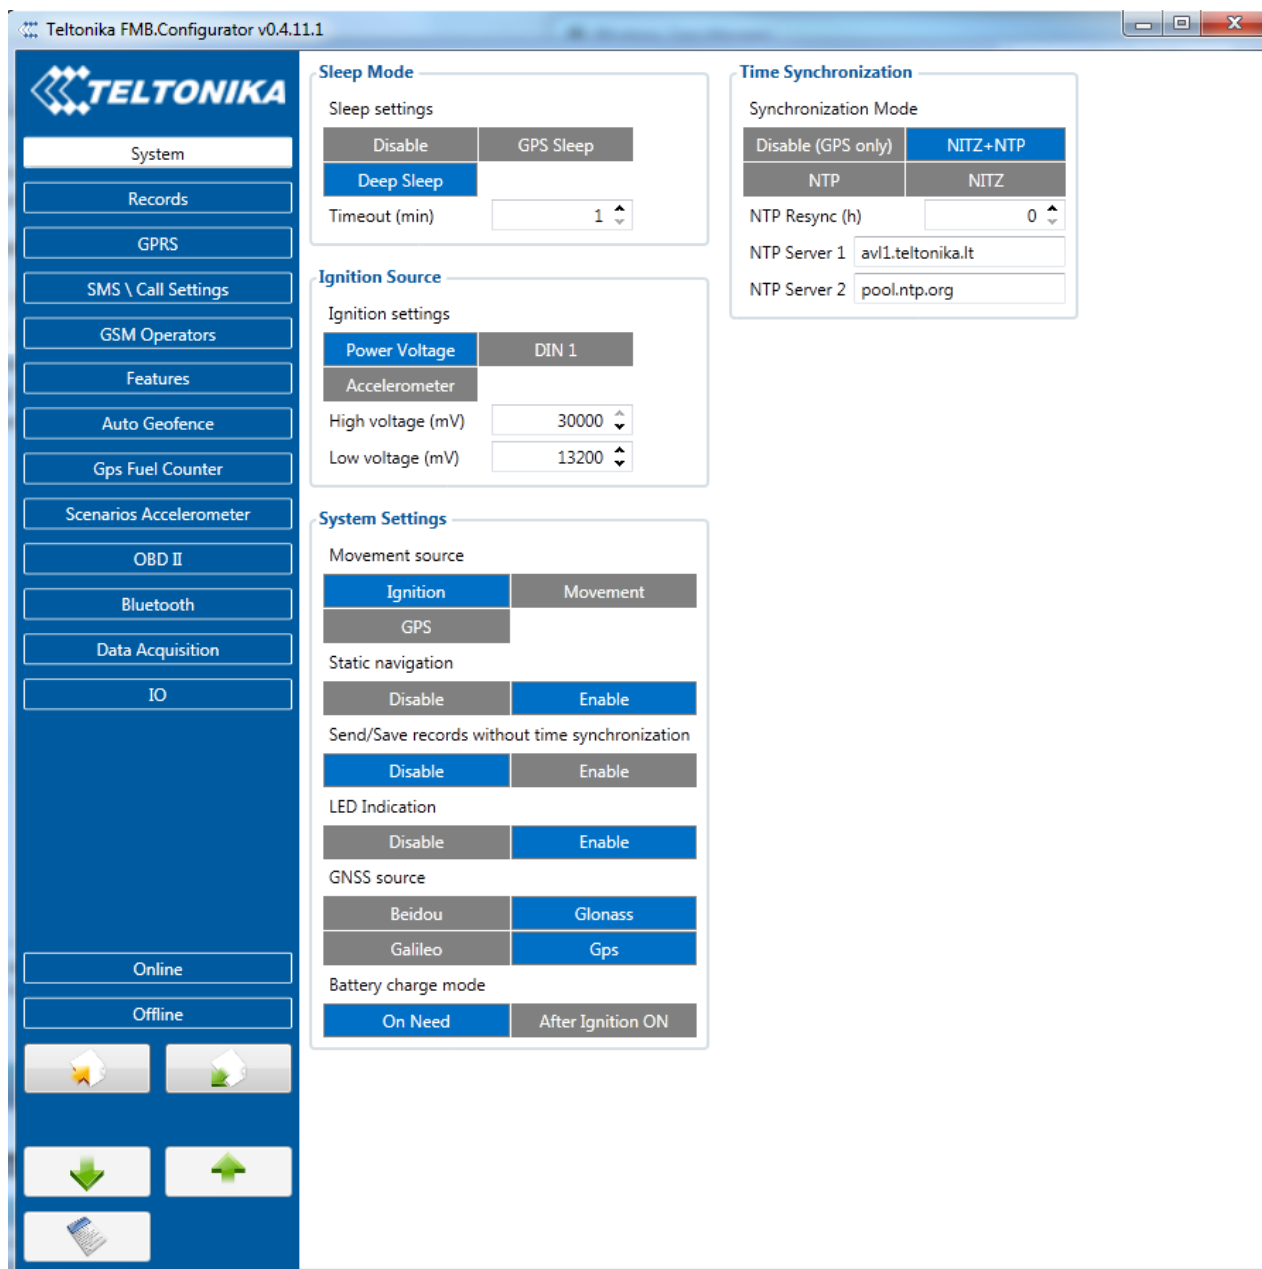 Teltonika FMB.Configurator v0.4.11.1
TELTONIKA
System
Records
GPRS
SMS \ Call Settings
GSM Operators
Features
Auto Geofence
Gps Fuel Counter
Scenarios Accelerometer
OBD II
Bluetooth
Data Acquisition
IO
Online
Offline
Sleep Mode
Sleep settings
Disable GPS Sleep
Deep Sleep
Timeout (min) 1
Ignition Source
Ignition settings
Power Voltage DIN 1
Accelerometer
High voltage (mV) 30000
Low voltage (mV) 13200
System Settings
Movement source
Ignition Movement
GPS
Static navigation
Disable Enable
Send/Save records without time synchronization
Disable Enable
LED Indication
Disable Enable
GNSS source
Beidou Glonass
Galileo Gps
Battery charge mode
On Need After Ignition ON
Time Synchronization
Synchronization Mode
Disable (GPS only) NITZ+NTP
NTP NITZ
NTP Resync (h) 0
NTP Server 1 avl1.teltonika.lt
NTP Server 2 pool.ntp.org